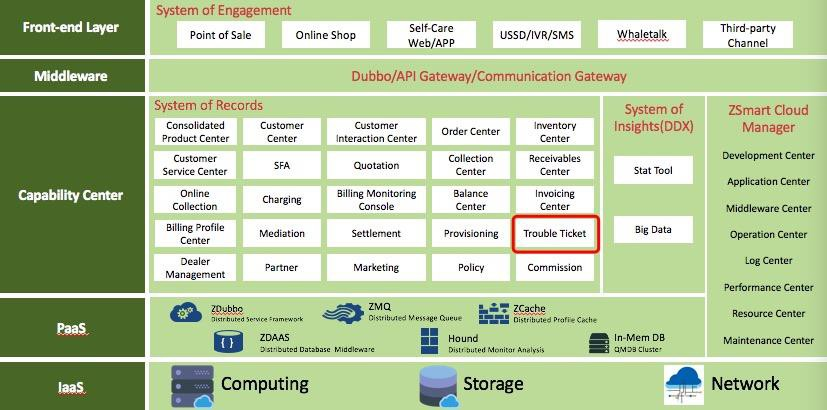 Front-end Layer
System of Engagement
Point of Sale
Online Shop
Self-Care
Web/APP
USSD/IVR/SMS
Whaletalk
Third-party
Channel
Middleware
Dubbo/API Gateway/Communication Gateway
Capability Center
System of Records
Consolidated
Product Center
Customer
Center
Customer
Interaction Center
Order Center
Inventory
Center
Customer
Service Center
SFA
Quotation
Collection
Center
Receivables
Center
Online
Collection
Charging
Billing Monitoring
Console
Balance
Center
Invoicing
Center
Billing Profile
Center
Mediation
Settlement
Provisioning
Trouble Ticket
Dealer
Management
Partner
Marketing
Policy
Commission
System of
Insights(DDX)
Stat Tool
Big Data
ZSmart Cloud
Manager
Development Center
Application Center
Middleware Center
Operation Center
Log Center
Performance Center
Resource Center
Maintenance Center
PaaS
ZDubbo
Distributed Service Framework
ZMQ
Distributed Message Queue
ZCache
Distributed Profile Cache
{ }
ZDAAS
Distributed Database Middleware
Hound
Distributed Monitor Analysis
In-Mem DB
QMDB Cluster
IaaS
Computing
Storage
Network